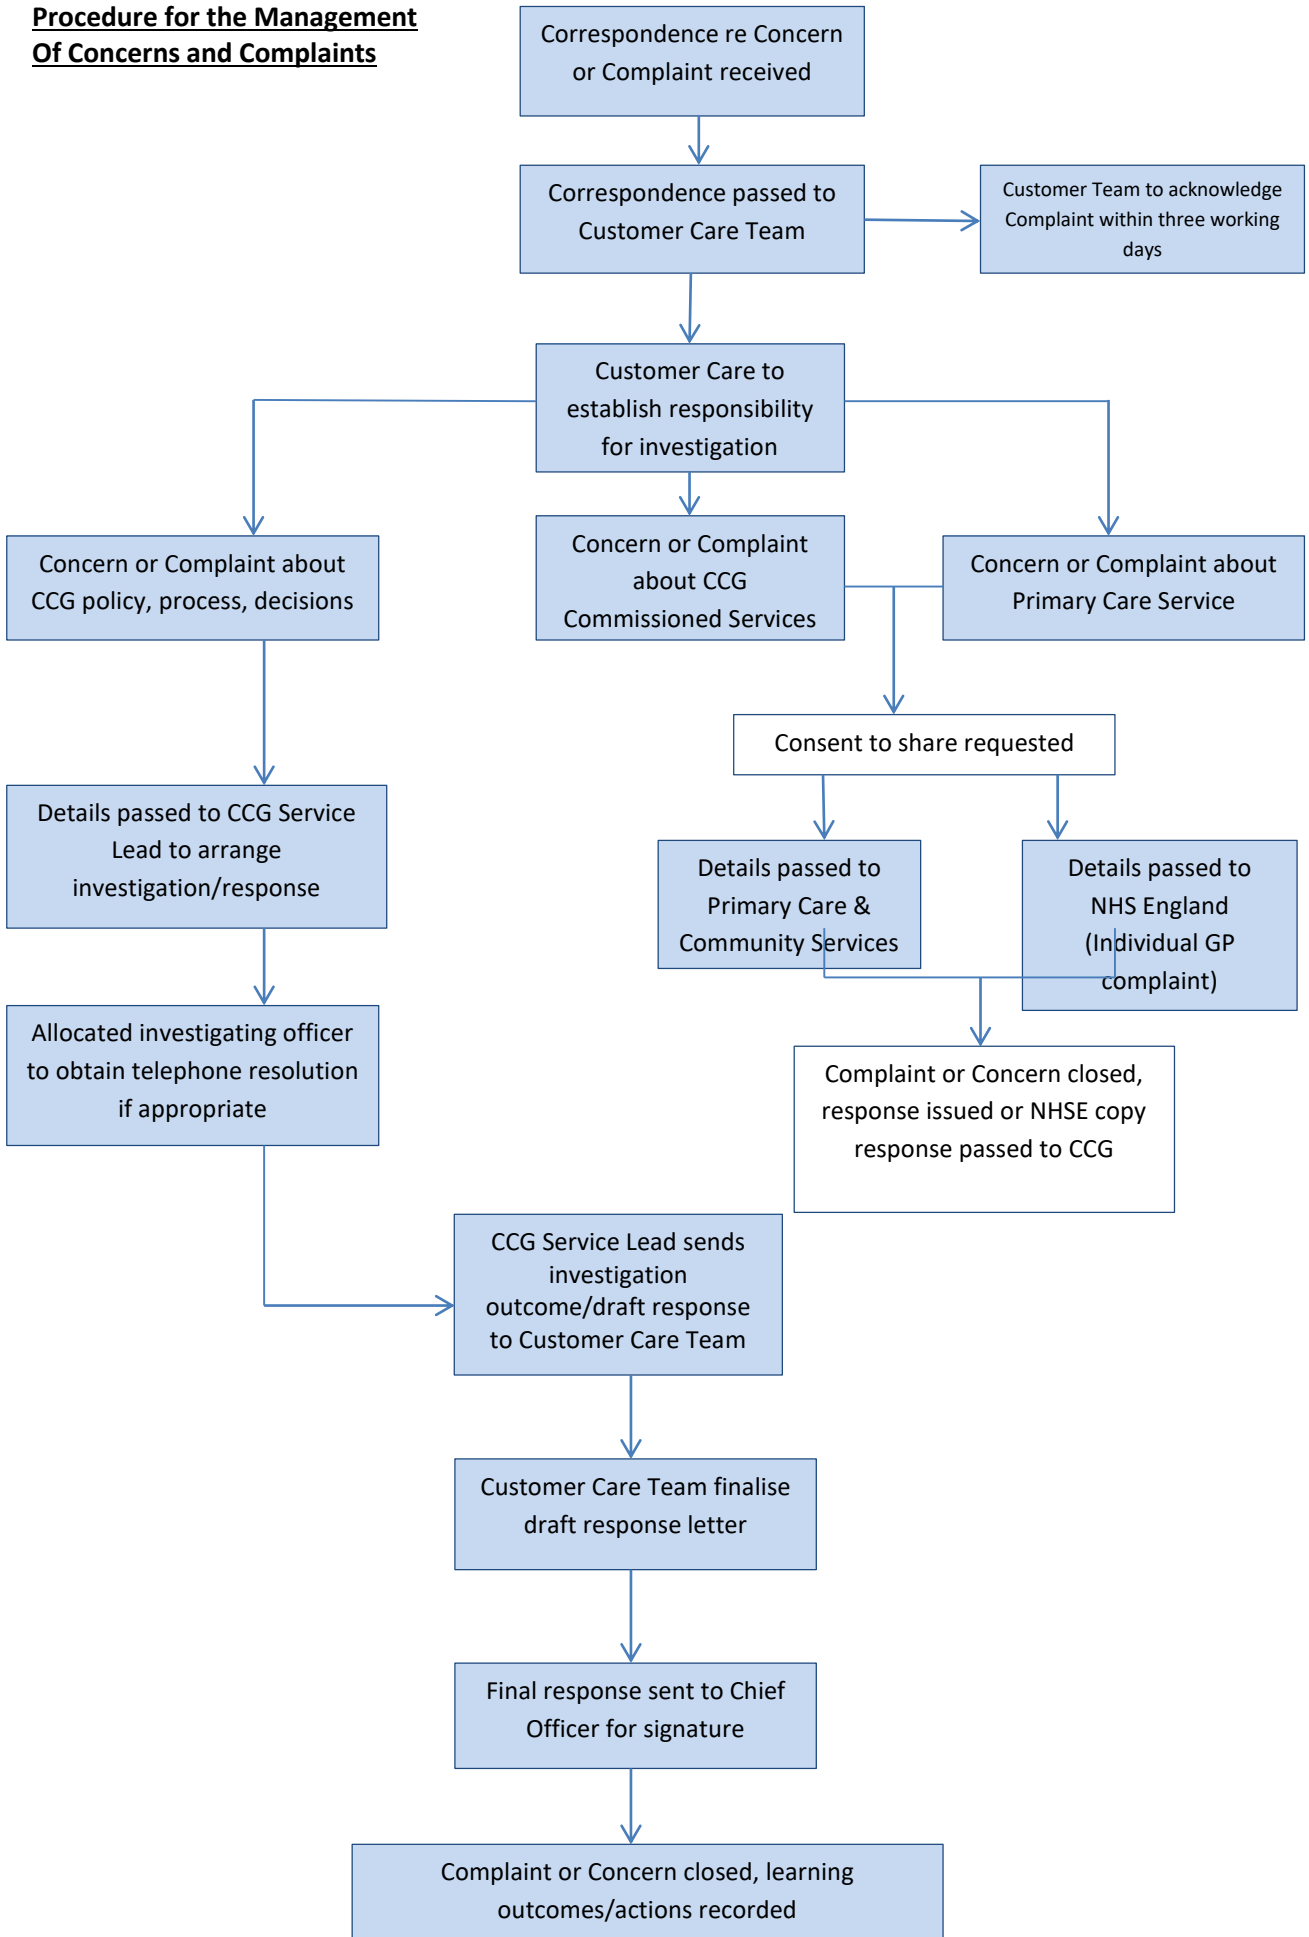 Procedure for the Management
Of Concerns and Complaints
Correspondence re Concern
or Complaint received
Correspondence passed to
Customer Care Team
Customer Team to acknowledge
Complaint within three working
days
Customer Care to
establish responsibility
for investigation
Concern or Complaint about
CCG policy, process, decisions
Concern or Complaint
about CCG
Commissioned Services
Concern or Complaint about
Primary Care Service
Consent to share requested
Details passed to CCG Service
Lead to arrange
investigation/response
Details passed to
Primary Care &
Community Services
Details passed to
NHS England
(Individual GP
complaint)
Allocated investigating officer
to obtain telephone resolution
if appropriate
Complaint or Concern closed,
response issued or NHSE copy
response passed to CCG
CCG Service Lead sends
investigation
outcome/draft response
to Customer Care Team
Customer Care Team finalise
draft response letter
Final response sent to Chief
Officer for signature
Complaint or Concern closed, learning
outcomes/actions recorded